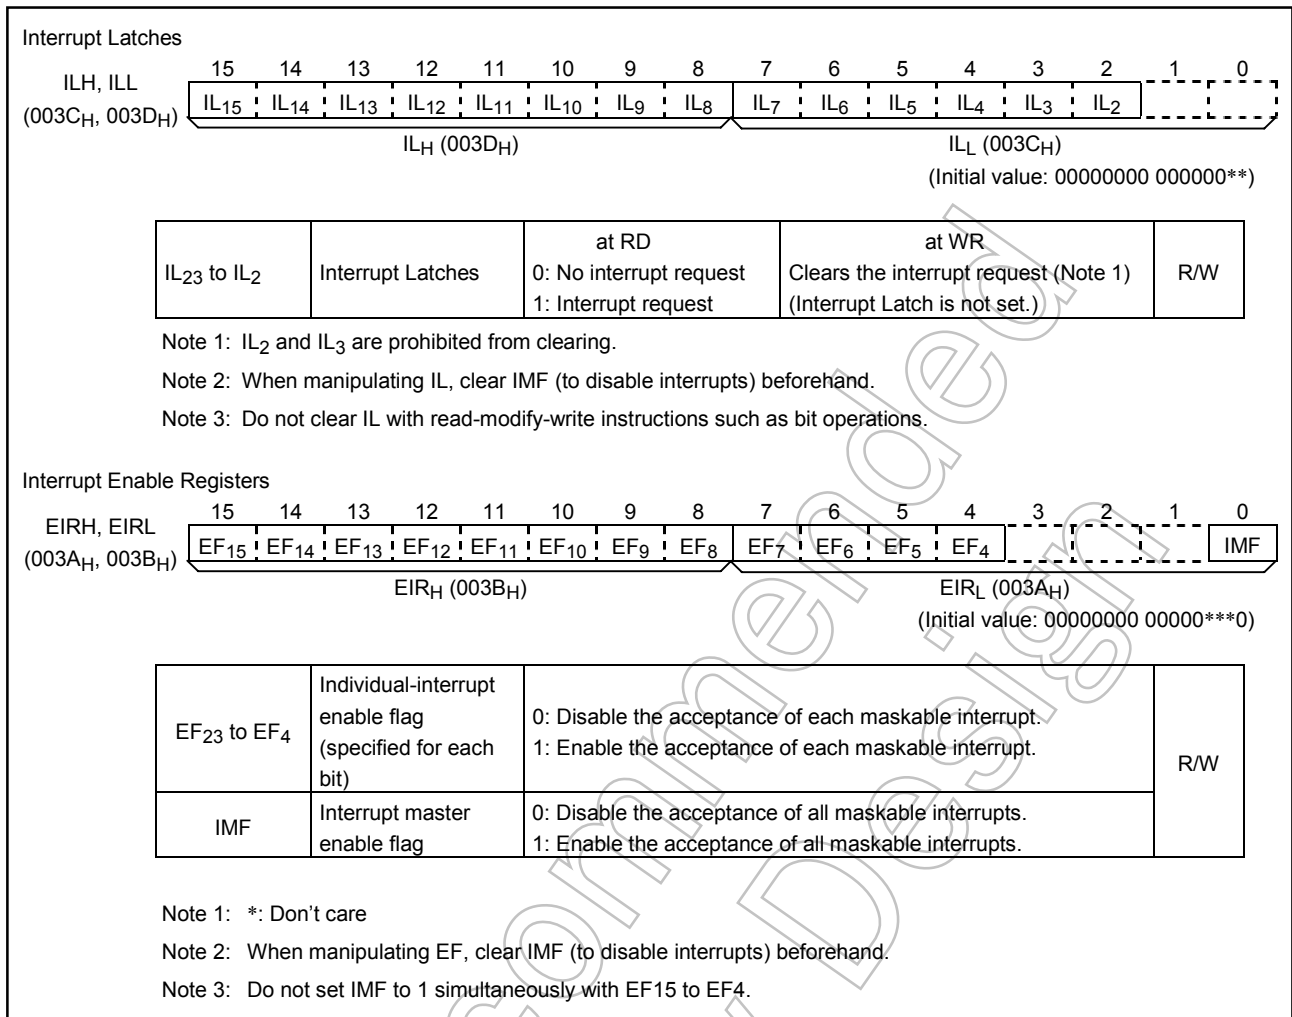 Interrupt Latches
15 14 13 12 11 10 9 8 7 6 5 4 3 2 1 0
ILH, ILL
(003CH, 003DH)
IL15 IL14 IL13 IL12 IL11 IL10 IL9 IL8 IL7 IL6 IL5 IL4 IL3 IL2
ILH (003DH) ILL (003CH)
(Initial value: 00000000 000000**)
IL23 to IL2
Interrupt Latches
at RD
0: No interrupt request
1: Interrupt request
at WR
Clears the interrupt request (Note 1)
(Interrupt Latch is not set.)
R/W
Note 1: IL2 and IL3 are prohibited from clearing.
Note 2: When manipulating IL, clear IMF (to disable interrupts) beforehand.
Note 3: Do not clear IL with read-modify-write instructions such as bit operations.
Interrupt Enable Registers
15 14 13 12 11 10 9 8 7 6 5 4 3 2 1 0
EIRH, EIRL
(003AH, 003BH)
EF15 EF14 EF13 EF12 EF11 EF10 EF9 EF8 EF7 EF6 EF5 EF4 IMF
EIRH (003BH) EIRL (003AH)
(Initial value: 00000000 00000***0)
EF23 to EF4
Individual-interrupt
enable flag
(specified for each
bit)
0: Disable the acceptance of each maskable interrupt.
1: Enable the acceptance of each maskable interrupt.
R/W
IMF
Interrupt master
enable flag
0: Disable the acceptance of all maskable interrupts.
1: Enable the acceptance of all maskable interrupts.
Note 1: *: Don't care
Note 2: When manipulating EF, clear IMF (to disable interrupts) beforehand.
Note 3: Do not set IMF to 1 simultaneously with EF15 to EF4.
ommended
Design